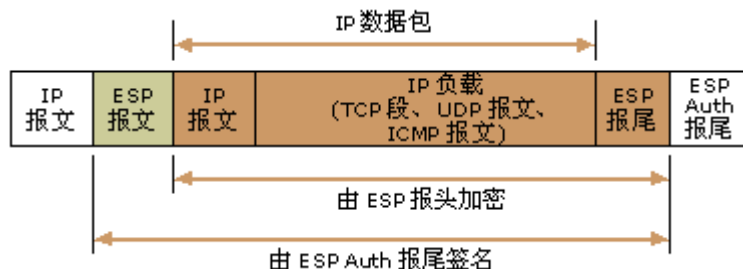 IP 数据包
IP
报文
ESP
报文
IP
报文
IP 负载
(TCP 段、UDP 报文、
ICMP 报文)
ESP
报尾
ESP
Auth
报尾
由 ESP 报头加密
由 ESP Auth 报尾签名